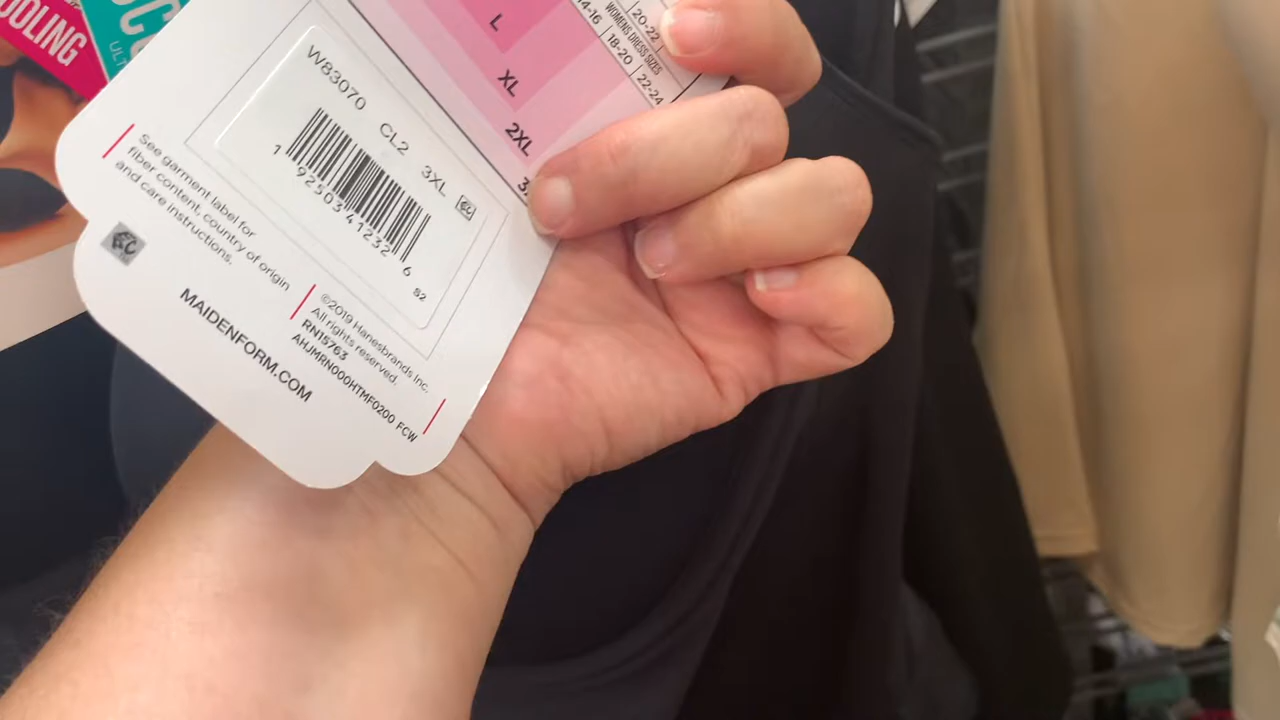 OOLING
L
XL
2XL
14-16
18-20
20-22
22-24
WOMENS DRESS SIZES
W83070 CL2 3XL
1 92503 41232 6
S2
See garment label for
fiber content, country of origin
and care instructions.
©2019 Hanesbrands Inc.
All rights reserved.
RN15763
AHJMRN000HTMF0200 FCW
MAIDENFORM.COM